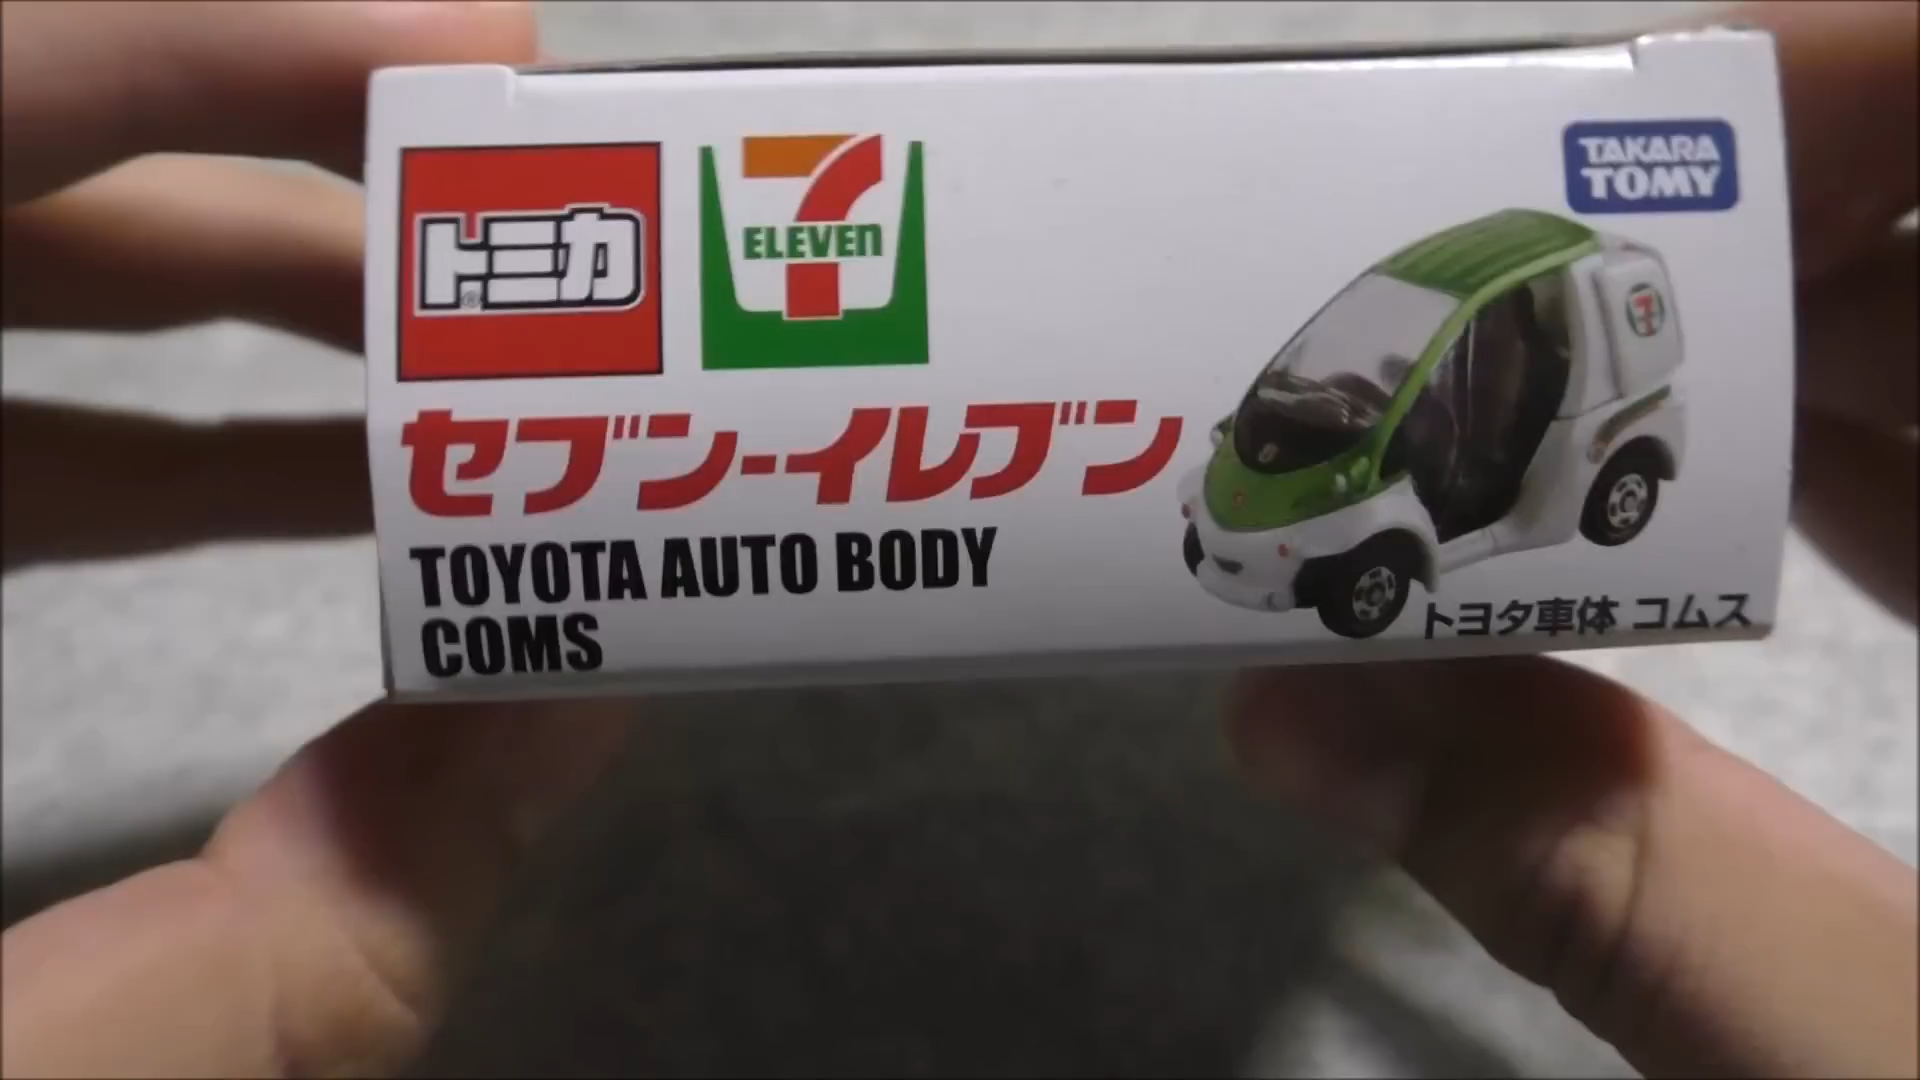 トミカ®
7 ELEVEn
TAKARA
TOMY
7
セブン-イレブン
TOYOTA AUTO BODY
COMS
トヨタ車体 コムス